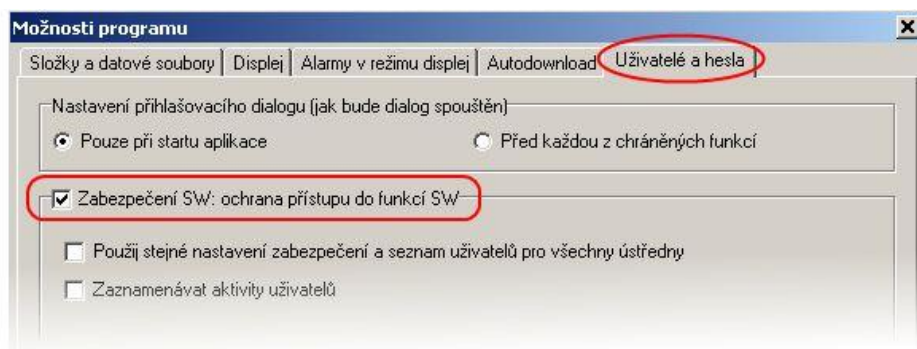 Možnosti programu
Složky a datové soubory Displej Alarmy v režimu displej Autodownload Uživatelé a hesla
Nastavení přihlašovacího dialogu (jak bude dialog spouštěn)
Pouze při startu aplikace Před každou z chráněných funkcí
Zabezpečení SW: ochrana přístupu do funkcí SW
Použij stejné nastavení zabezpečení a seznam uživatelů pro všechny ústředny
Zaznamenávat aktivity uživatelů